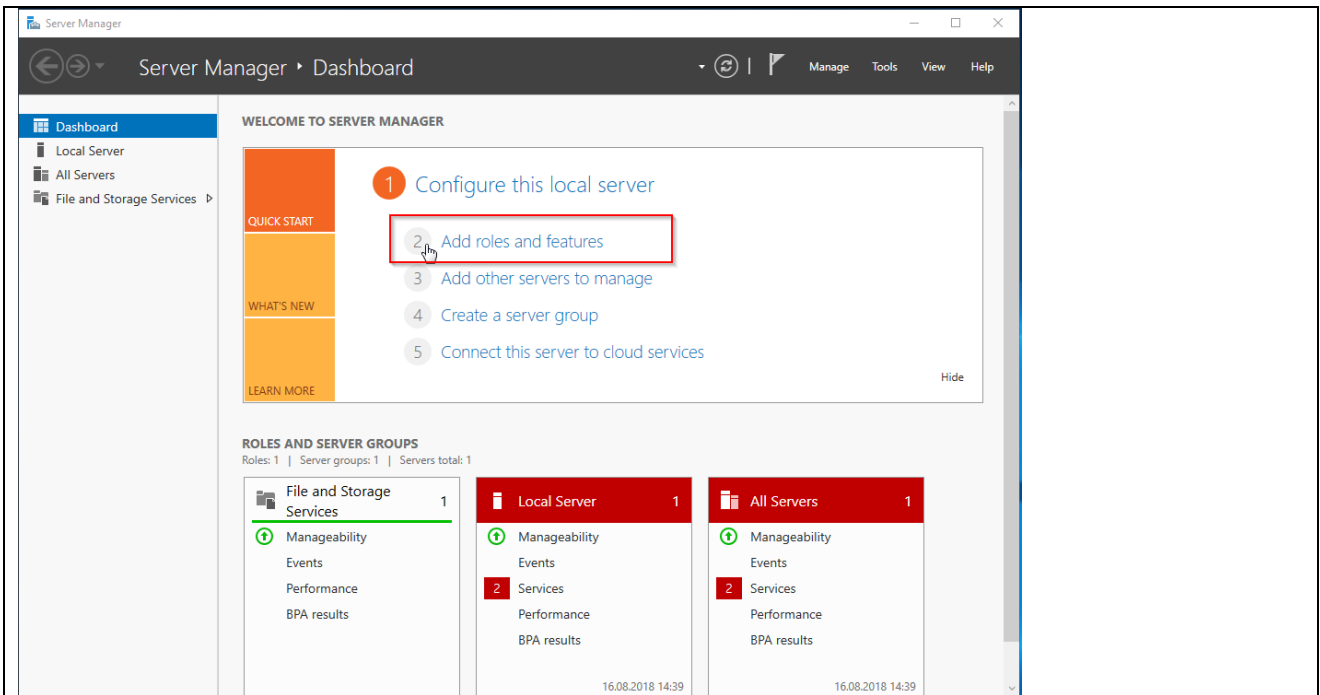 Server Manager
Server Manager ‣ Dashboard
Manage Tools View Help
Dashboard
Local Server
All Servers
File and Storage Services
WELCOME TO SERVER MANAGER
QUICK START
WHAT'S NEW
LEARN MORE
1 Configure this local server
2 Add roles and features
3 Add other servers to manage
4 Create a server group
5 Connect this server to cloud services
Hide
ROLES AND SERVER GROUPS
Roles: 1 | Server groups: 1 | Servers total: 1
File and Storage
Services 1
Manageability
Events
Performance
BPA results
Local Server 1
Manageability
Events
2 Services
Performance
BPA results
16.08.2018 14:39
All Servers 1
Manageability
Events
2 Services
Performance
BPA results
16.08.2018 14:39